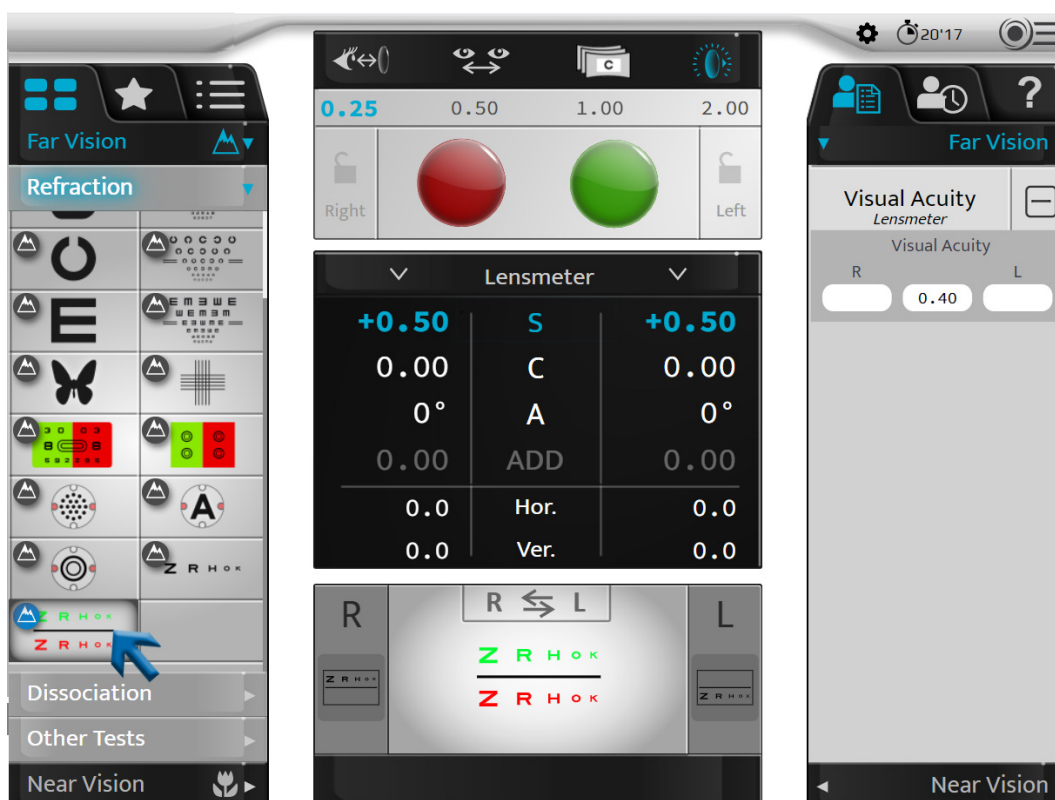 20'17
?
Far Vision
Refraction
Z R H O K
Z R H O K
Z R H O K
Dissociation
Other Tests
Near Vision
C
0.25 0.50 1.00 2.00
Right Left
Lensmeter
+0.50 S +0.50
0.00 C 0.00
0° A 0°
0.00 ADD 0.00
0.0 Hor. 0.0
0.0 Ver. 0.0
R R L L
Z R H O K
Z R H O K
Z R H O K
Z R H O K
Far Vision
Visual Acuity
Lensmeter
Visual Acuity
R L
0.40
Near Vision